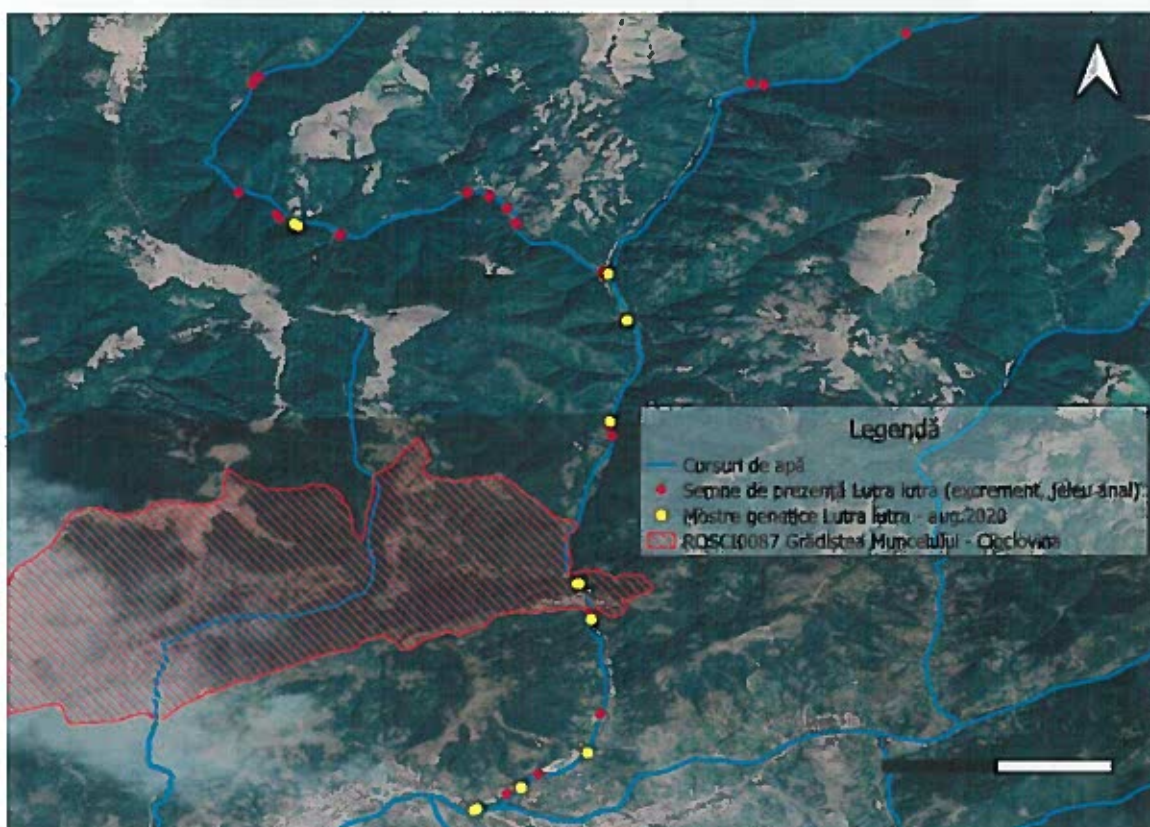 Legendă
Cursuri de apă
Semne de prezență Lutra lutra (excrement, jeleu anal)
Mostre genetice Lutra lutra - aug.2020
ROSCI0087 Grădiștea Muncelului - Cioclovina